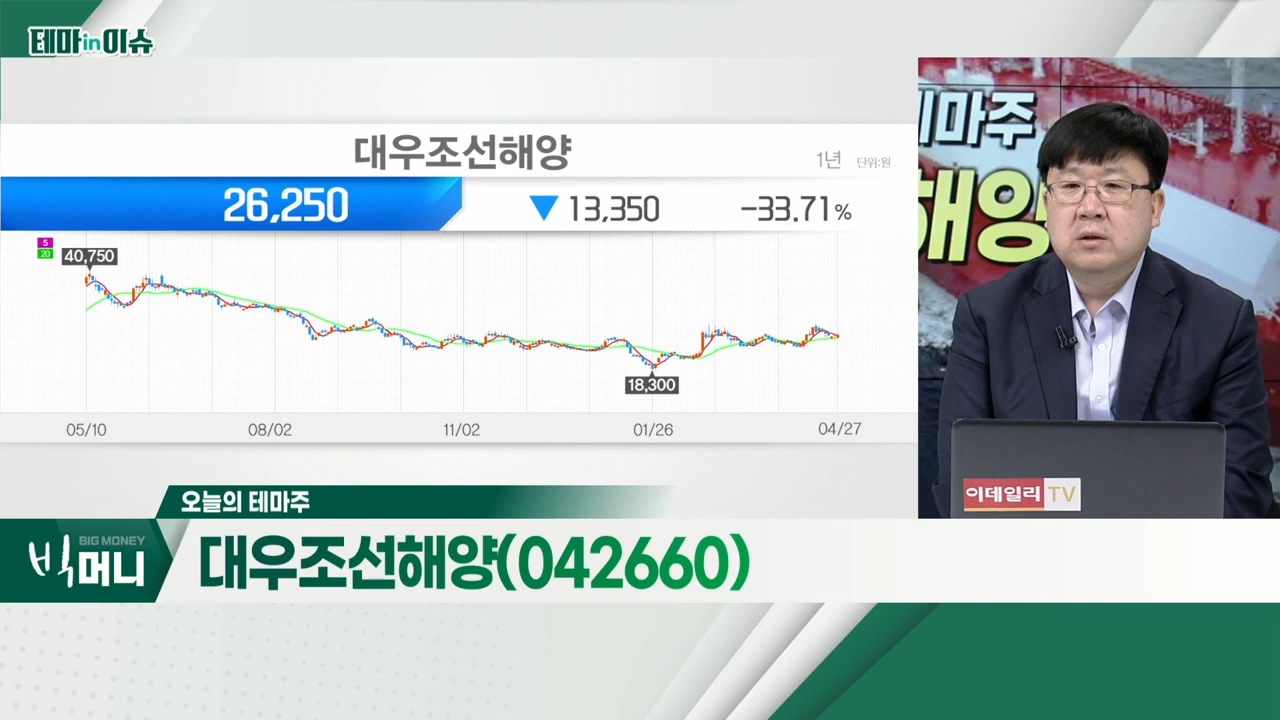 테마in이슈
대우조선해양
1년 단위:원
26,250 ▼ 13,350 -33.71%
5
20
40,750
18,300
05/10 08/02 11/02 01/26 04/27
테마주
해양
이데일리 TV
오늘의 테마주
BIG MONEY
빅머니
대우조선해양(042660)